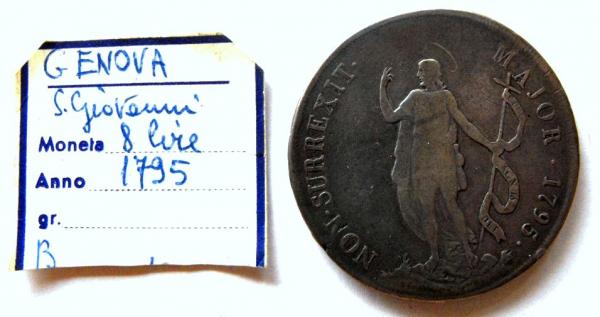 GENOVA
S. Giovanni
Moneta 8 lire
Anno 1795
gr.
B
NON · SURREXIT · MAJOR · 1795 ·